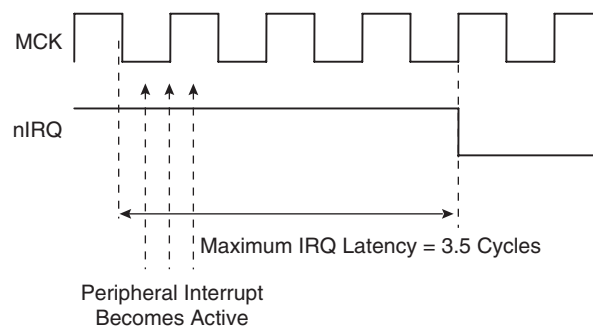 MCK
nIRQ
Maximum IRQ Latency = 3.5 Cycles
Peripheral Interrupt
Becomes Active